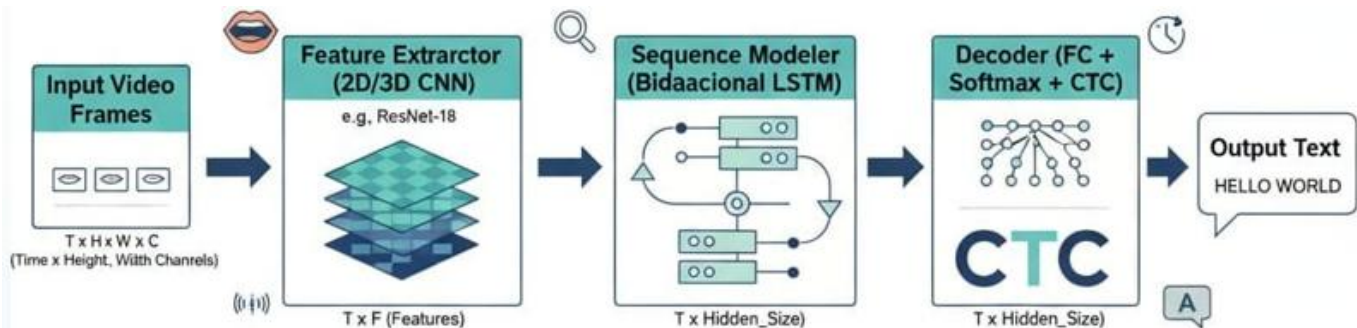 Input Video
Frames
T x H x W x C
(Time x Height, Width Chanrels)
Feature Extrarctor
(2D/3D CNN)
e.g, ResNet-18
T x F (Features)
Sequence Modeler
(Bidaacional LSTM)
T x Hidden_Size)
Decoder (FC +
Softmax + CTC)
CTC
T x Hidden_Size)
A
Output Text
HELLO WORLD